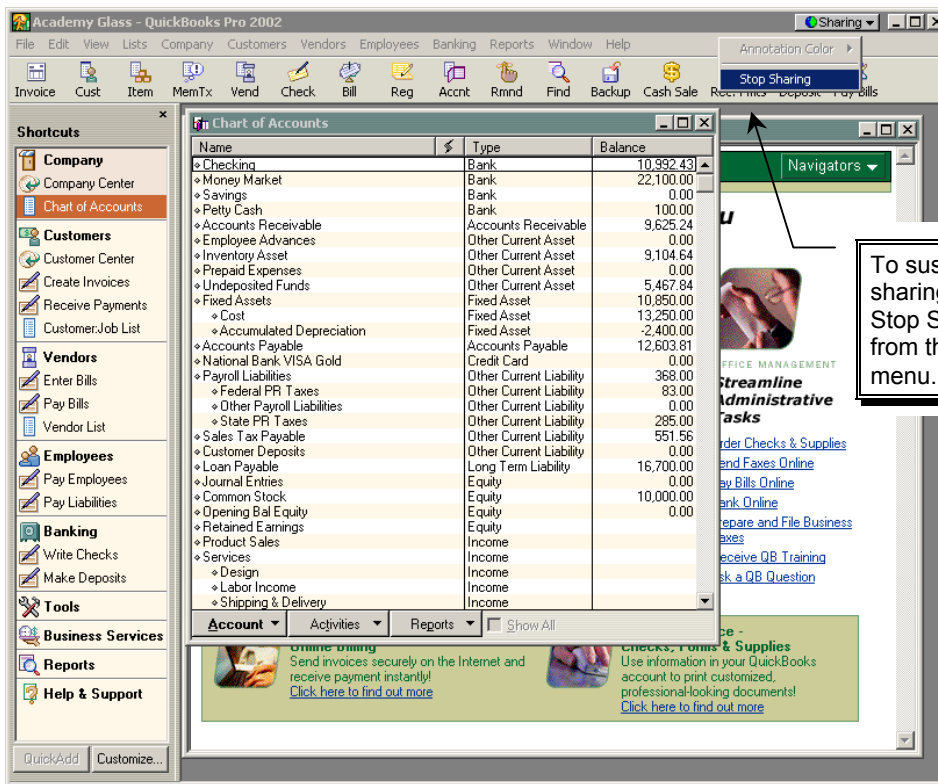 Academy Glass - QuickBooks Pro 2002
Sharing
File Edit View Lists Company Customers Vendors Employees Banking Reports Window Help
Annotation Color
Stop Sharing
Invoice Cust Item MemTx Vend Check Bill Reg Accnt Rmnd Find Backup Cash Sale Bills
Shortcuts
Company
Company Center
Chart of Accounts
Customers
Customer Center
Create Invoices
Receive Payments
Customer:Job List
Vendors
Enter Bills
Pay Bills
Vendor List
Employees
Pay Employees
Pay Liabilities
Banking
Write Checks
Make Deposits
Tools
Business Services
Reports
Help & Support
QuickAdd Customize...
Chart of Accounts
Name Type Balance
Checking Bank 10,992.43
Money Market Bank 22,100.00
Savings Bank 0.00
Petty Cash Bank 100.00
Accounts Receivable Accounts Receivable 9,625.24
Employee Advances Other Current Asset 0.00
Inventory Asset Other Current Asset 9,104.64
Prepaid Expenses Other Current Asset 0.00
Undeposited Funds Other Current Asset 5,467.84
Fixed Assets Fixed Asset 10,850.00
Cost Fixed Asset 13,250.00
Accumulated Depreciation Fixed Asset -2,400.00
Accounts Payable Accounts Payable 12,603.81
National Bank VISA Gold Credit Card 0.00
Payroll Liabilities Other Current Liability 368.00
Federal PR Taxes Other Current Liability 83.00
Other Payroll Liabilities Other Current Liability 0.00
State PR Taxes Other Current Liability 285.00
Sales Tax Payable Other Current Liability 551.56
Customer Deposits Other Current Liability 0.00
Loan Payable Long Term Liability 16,700.00
Journal Entries Equity 0.00
Common Stock Equity 10,000.00
Opening Bal Equity Equity 0.00
Retained Earnings Equity
Product Sales Income
Services Income
Design Income
Labor Income Income
Shipping & Delivery Income
Account Activities Reports Show All
Navigators
u
To sus
sharing
Stop S
from th
menu.
FFICE MANAGEMENT
Streamline
Administrative
Tasks
rder Checks & Supplies
end Faxes Online
ay Bills Online
ank Online
repare and File Business
axes
eceive QB Training
sk a QB Question
Online Billing
Send invoices securely on the Internet and
receive payment instantly!
Click here to find out more
ce -
Checks, Forms & Supplies
Use information in your QuickBooks
account to print customized,
professional-looking documents!
Click here to find out more